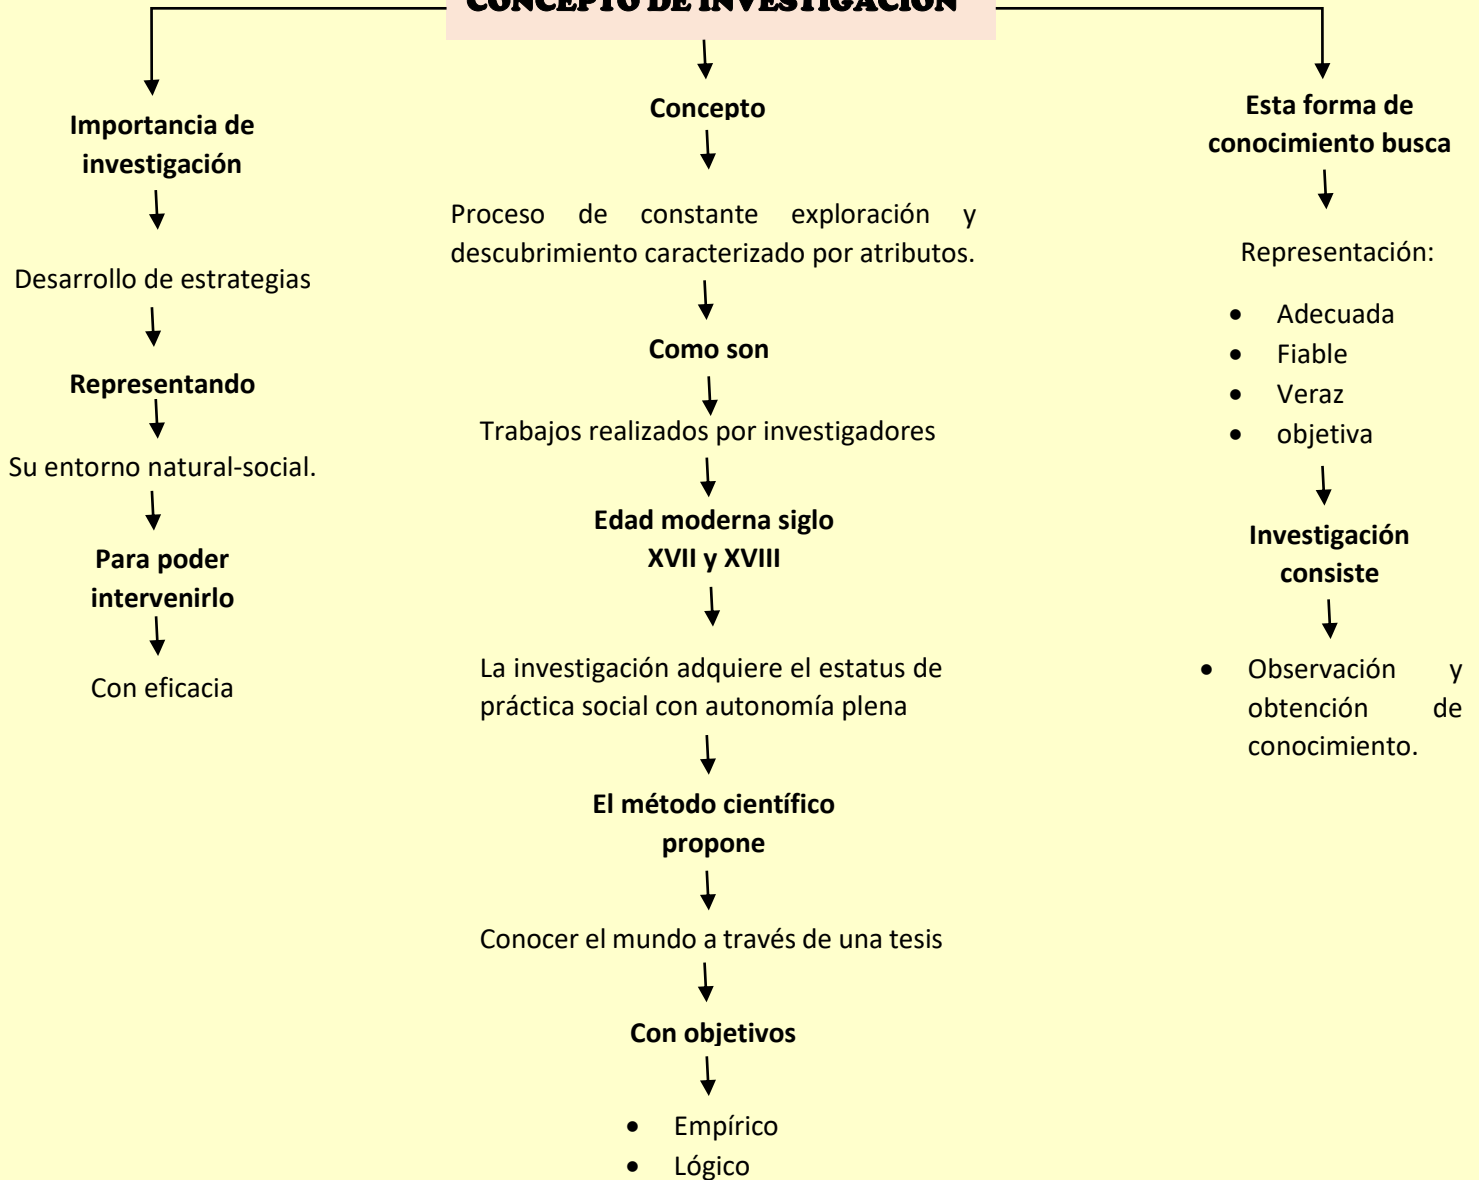 CONCEPTO DE INVESTIGACIÓN
Importancia de
investigación
Desarrollo de estrategias
Representando
Su entorno natural-social.
Para poder
intervenirlo
Con eficacia
Concepto
Proceso de constante exploración y
descubrimiento caracterizado por atributos.
Como son
Trabajos realizados por investigadores
Edad moderna siglo
XVII y XVIII
La investigación adquiere el estatus de
práctica social con autonomía plena
El método científico
propone
Conocer el mundo a través de una tesis
Con objetivos
• Empírico
• Lógico
Esta forma de
conocimiento busca
Representación:
• Adecuada
• Fiable
• Veraz
• objetiva
Investigación
consiste
• Observación y
obtención de
conocimiento.